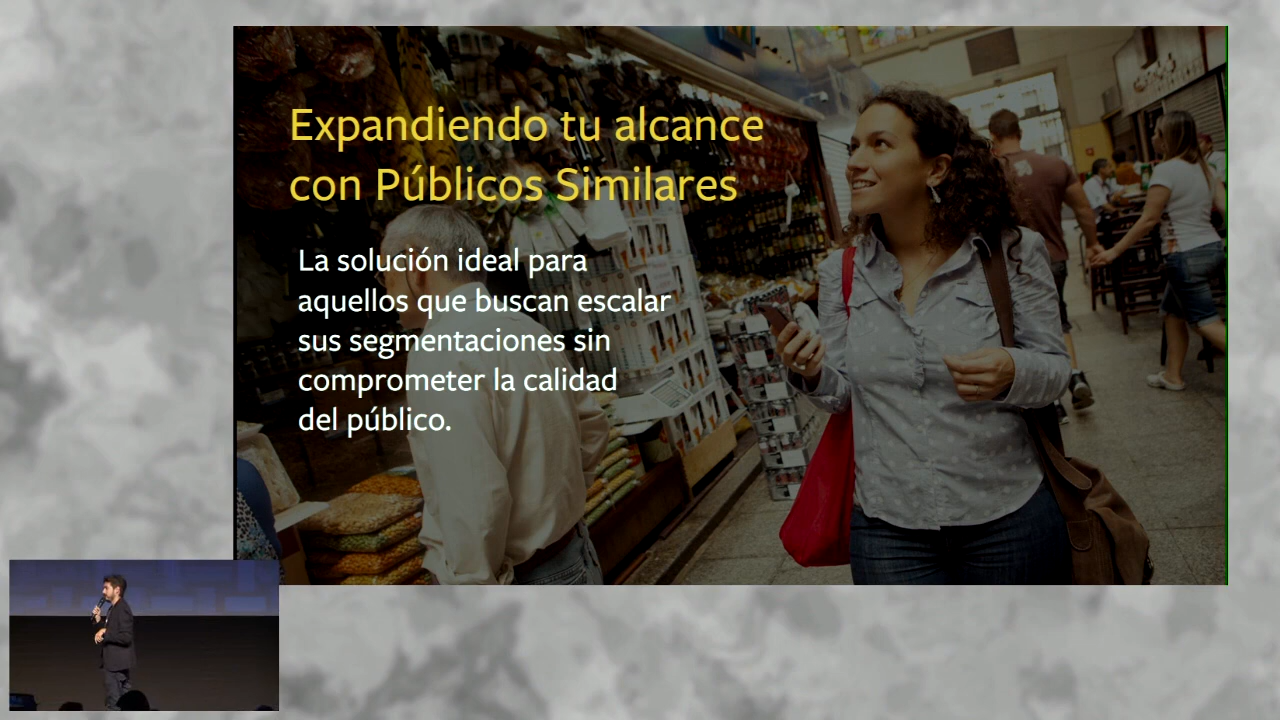 Expandiendo tu alcance
con Públicos Similares
La solución ideal para
aquellos que buscan escalar
sus segmentaciones sin
comprometer la calidad
del público.